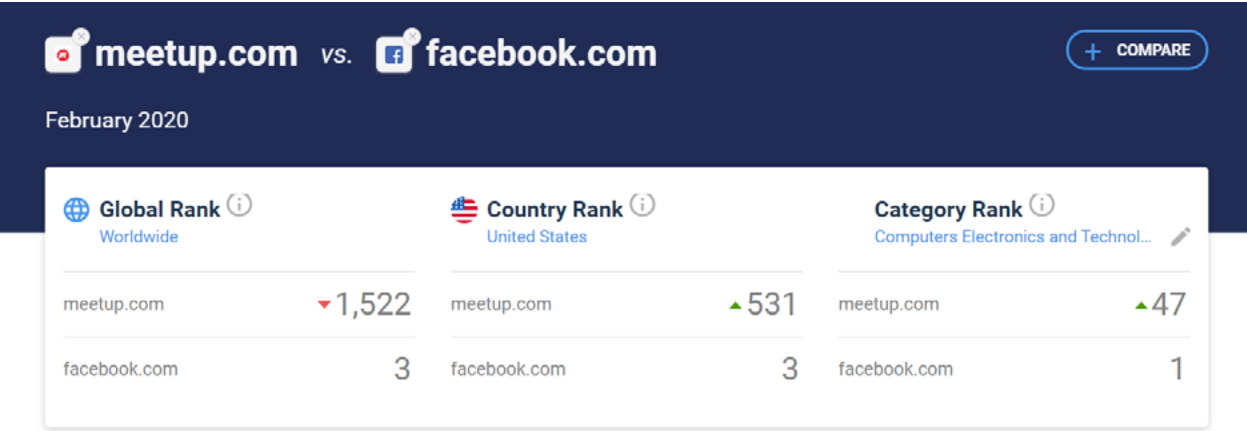 meetup.com vs. facebook.com
+ COMPARE
February 2020
Global Rank
Worldwide
Country Rank
United States
Category Rank
Computers Electronics and Technol...
meetup.com 1,522
meetup.com 531
meetup.com 47
facebook.com 3
facebook.com 3
facebook.com 1